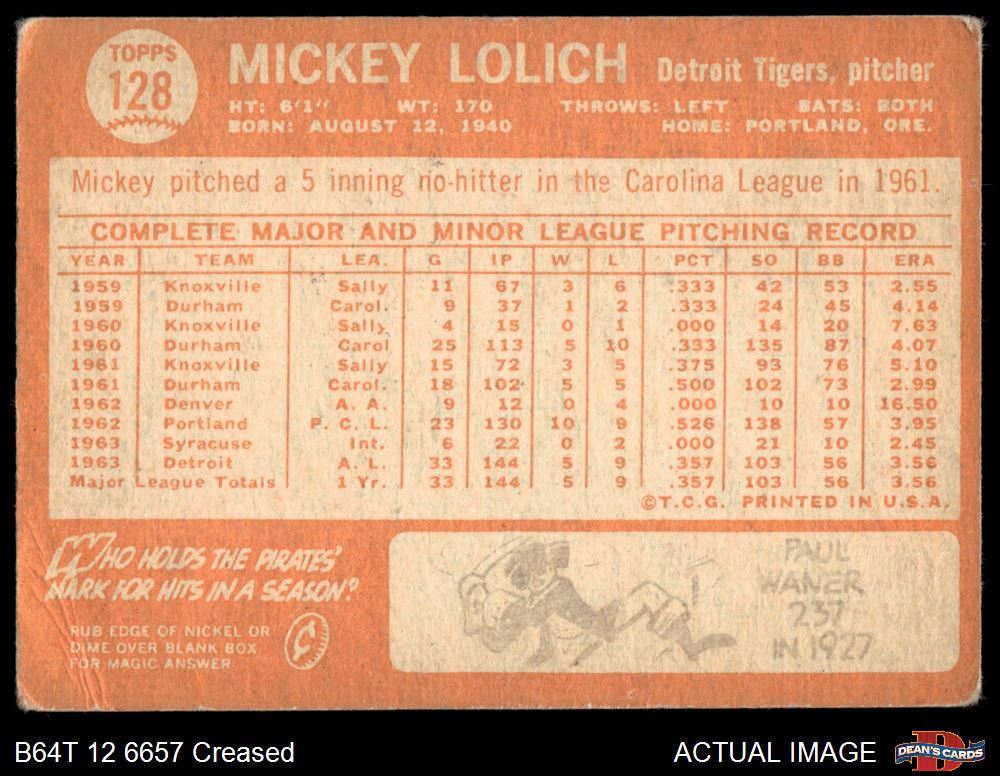 TOPPS
128
MICKEY LOLICH Detroit Tigers, pitcher
HT: 6'1" WT: 170 THROWS: LEFT BATS: BOTH
BORN: AUGUST 12, 1940 HOME: PORTLAND, ORE.
Mickey pitched a 5 inning no-hitter in the Carolina League in 1961.
COMPLETE MAJOR AND MINOR LEAGUE PITCHING RECORD
YEAR TEAM LEA. G IP W L PCT SO BB ERA
1959 Knoxville Sally 11 67 3 6 .333 42 53 2.55
1959 Durham Carol. 9 37 1 2 .333 24 45 4.14
1960 Knoxville Sally 4 15 0 1 .000 14 20 7.63
1960 Durham Carol 25 113 5 10 .333 135 87 4.07
1961 Knoxville Sally 15 72 3 5 .375 93 76 5.10
1961 Durham Carol. 18 102 5 5 .500 102 73 2.99
1962 Denver A. A. 9 12 0 4 .000 10 10 16.50
1962 Portland P. C. L. 23 130 10 9 .526 138 57 3.95
1963 Syracuse Int. 6 22 0 2 .000 21 10 2.45
1963 Detroit A. L. 33 144 5 9 .357 103 56 3.56
Major League Totals 1 Yr. 33 144 5 9 .357 103 56 3.56
©T.C.G. PRINTED IN U.S.A.
WHO HOLDS THE PIRATES'
MARK FOR HITS IN A SEASON?
RUB EDGE OF NICKEL OR
DIME OVER BLANK BOX
FOR MAGIC ANSWER
PAUL
WANER
237
IN 1927
B64T 12 6657 Creased ACTUAL IMAGE DEAN'S CARDS